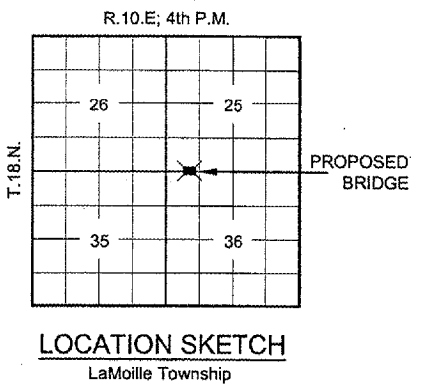 R.10.E; 4th P.M.
T.18.N.
26
25
PROPOSED
BRIDGE
35
36
LOCATION SKETCH
LaMoille Township